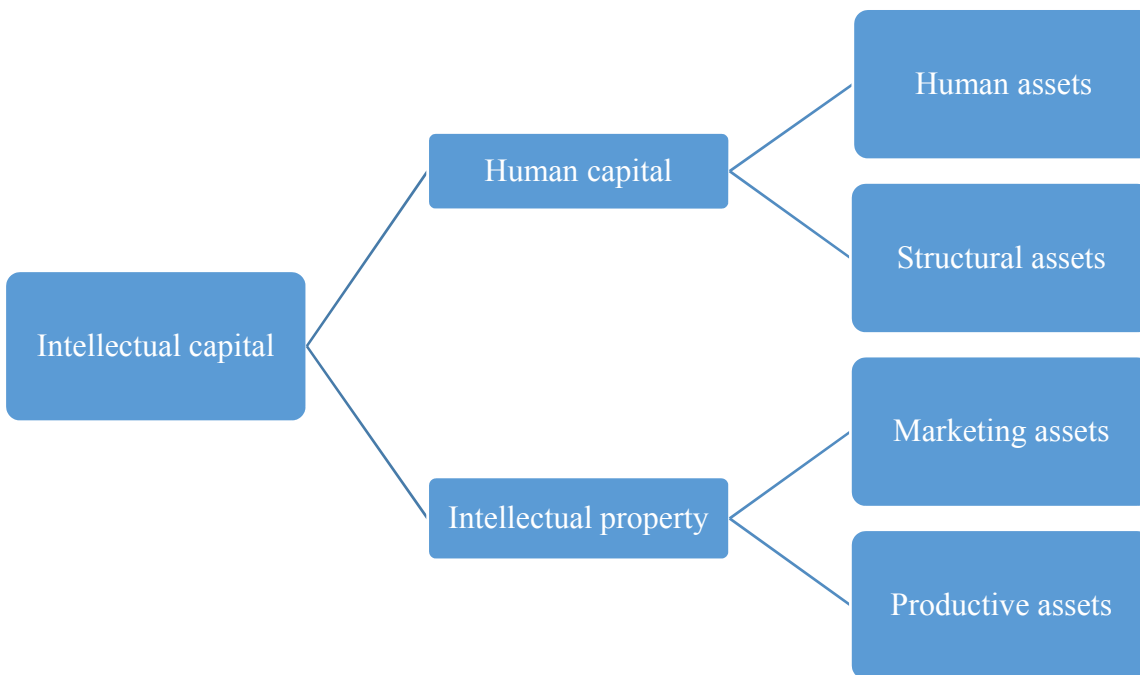 Intellectual capital
Human capital
Human assets
Structural assets
Intellectual property
Marketing assets
Productive assets